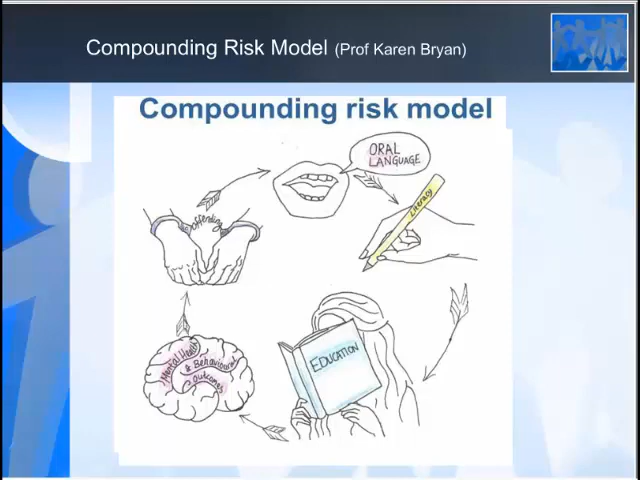 Compounding Risk Model (Prof Karen Bryan)
Compounding risk model
ORAL
LANGUAGE
Literacy
offending
EDUCATION
Mental Health
& Behavioural
outcomes